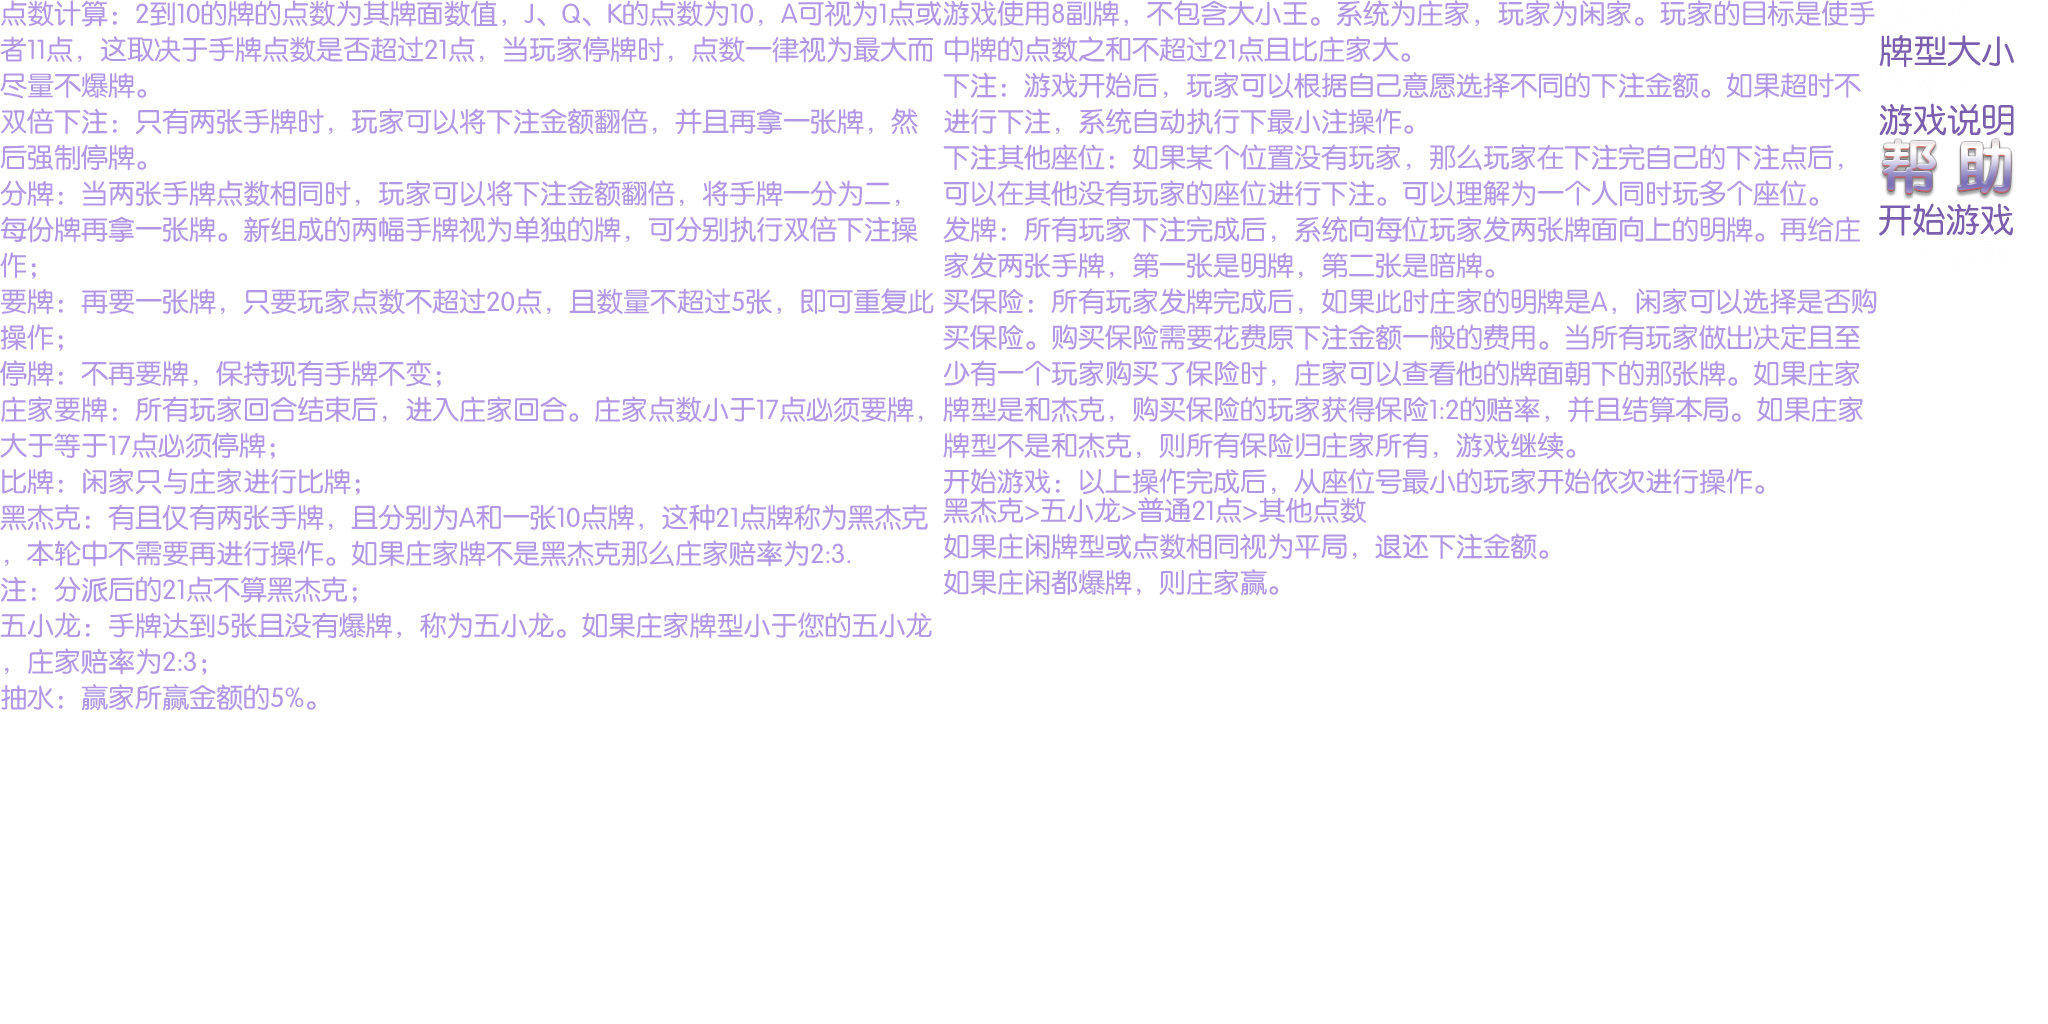 点数计算：2到10的牌的点数为其牌面数值，J、Q、K的点数为10，A可视为1点或
者11点，这取决于手牌点数是否超过21点，当玩家停牌时，点数一律视为最大而
尽量不爆牌。
双倍下注：只有两张手牌时，玩家可以将下注金额翻倍，并且再拿一张牌，然
后强制停牌。
分牌：当两张手牌点数相同时，玩家可以将下注金额翻倍，将手牌一分为二，
每份牌再拿一张牌。新组成的两幅手牌视为单独的牌，可分别执行双倍下注操
作；
要牌：再要一张牌，只要玩家点数不超过20点，且数量不超过5张，即可重复此
操作；
停牌：不再要牌，保持现有手牌不变；
庄家要牌：所有玩家回合结束后，进入庄家回合。庄家点数小于17点必须要牌，
大于等于17点必须停牌；
比牌：闲家只与庄家进行比牌；
黑杰克：有且仅有两张手牌，且分别为A和一张10点牌，这种21点牌称为黑杰克
，本轮中不需要再进行操作。如果庄家牌不是黑杰克那么庄家赔率为2:3.
注：分派后的21点不算黑杰克；
五小龙：手牌达到5张且没有爆牌，称为五小龙。如果庄家牌型小于您的五小龙
，庄家赔率为2:3；
抽水：赢家所赢金额的5%。
游戏使用8副牌，不包含大小王。系统为庄家，玩家为闲家。玩家的目标是使手
中牌的点数之和不超过21点且比庄家大。
下注：游戏开始后，玩家可以根据自己意愿选择不同的下注金额。如果超时不
进行下注，系统自动执行下最小注操作。
下注其他座位：如果某个位置没有玩家，那么玩家在下注完自己的下注点后，
可以在其他没有玩家的座位进行下注。可以理解为一个人同时玩多个座位。
发牌：所有玩家下注完成后，系统向每位玩家发两张牌面向上的明牌。再给庄
家发两张手牌，第一张是明牌，第二张是暗牌。
买保险：所有玩家发牌完成后，如果此时庄家的明牌是A，闲家可以选择是否购
买保险。购买保险需要花费原下注金额一般的费用。当所有玩家做出决定且至
少有一个玩家购买了保险时，庄家可以查看他的牌面朝下的那张牌。如果庄家
牌型是和杰克，购买保险的玩家获得保险1:2的赔率，并且结算本局。如果庄家
牌型不是和杰克，则所有保险归庄家所有，游戏继续。
开始游戏：以上操作完成后，从座位号最小的玩家开始依次进行操作。
黑杰克>五小龙>普通21点>其他点数
如果庄闲牌型或点数相同视为平局，退还下注金额。
如果庄闲都爆牌，则庄家赢。
牌型大小
游戏说明
帮 助
开始游戏